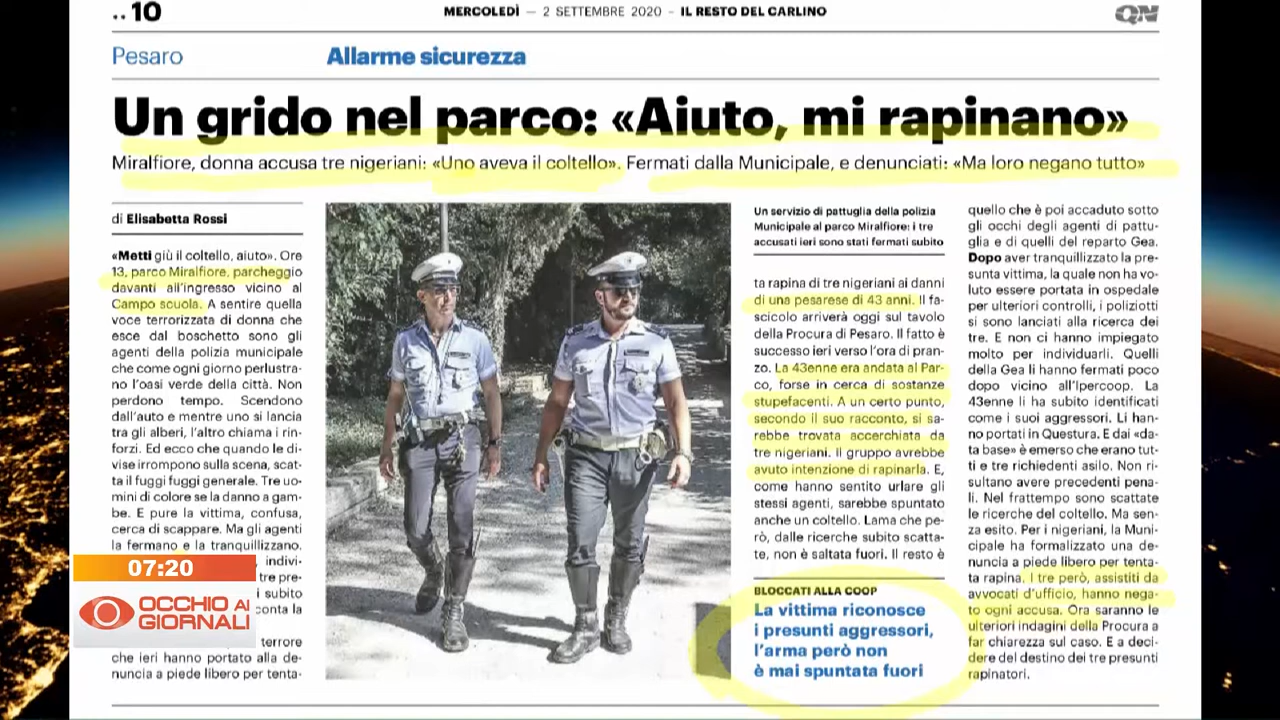 ..10
MERCOLEDÌ — 2 SETTEMBRE 2020 – IL RESTO DEL CARLINO
QN
Pesaro
Allarme sicurezza
Un grido nel parco: «Aiuto, mi rapinano»
Miralfiore, donna accusa tre nigeriani: «Uno aveva il coltello». Fermati dalla Municipale, e denunciati: «Ma loro negano tutto»
di Elisabetta Rossi
«Metti giù il coltello, aiuto». Ore
13, parco Miralfiore, parcheggio
davanti all'ingresso vicino al
Campo scuola. A sentire quella
voce terrorizzata di donna che
esce dal boschetto sono gli
agenti della polizia municipale
che come ogni giorno perlustra-
no l'oasi verde della città. Non
perdono tempo. Scendono
dall'auto e mentre uno si lancia
tra gli alberi, l'altro chiama i rin-
forzi. Ed ecco che quando le di-
vise irrompono sulla scena, scat-
ta il fuggi fuggi generale. Tre uo-
mini di colore se la danno a gam-
be. E pure la vittima, confusa,
cerca di scappare. Ma gli agenti
la fermano e la tranquillizzano.
indivi-
tre pre-
i subito
conta la
terrore
che ieri hanno portato alla de-
nuncia a piede libero per tenta-
Un servizio di pattuglia della polizia
Municipale al parco Miralfiore: i tre
accusati ieri sono stati fermati subito
ta rapina di tre nigeriani ai danni
di una pesarese di 43 anni. Il fa-
scicolo arriverà oggi sul tavolo
della Procura di Pesaro. Il fatto è
successo ieri verso l'ora di pran-
zo. La 43enne era andata al Par-
co, forse in cerca di sostanze
stupefacenti. A un certo punto,
secondo il suo racconto, si sa-
rebbe trovata accerchiata da
tre nigeriani. Il gruppo avrebbe
avuto intenzione di rapinarla. E,
come hanno sentito urlare gli
stessi agenti, sarebbe spuntato
anche un coltello. Lama che pe-
rò, dalle ricerche subito scatta-
te, non è saltata fuori. Il resto è
BLOCCATI ALLA COOP
La vittima riconosce
i presunti aggressori,
l'arma però non
è mai spuntata fuori
quello che è poi accaduto sotto
gli occhi degli agenti di pattu-
glia e di quelli del reparto Gea.
Dopo aver tranquillizzato la pre-
sunta vittima, la quale non ha vo-
luto essere portata in ospedale
per ulteriori controlli, i poliziotti
si sono lanciati alla ricerca dei
tre. E non ci hanno impiegato
molto per individuarli. Quelli
della Gea li hanno fermati poco
dopo vicino all'Ipercoop. La
43enne li ha subito identificati
come i suoi aggressori. Li han-
no portati in Questura. E dai «da-
ta base» è emerso che erano tut-
ti e tre richiedenti asilo. Non ri-
sultano avere precedenti pena-
li. Nel frattempo sono scattate
le ricerche del coltello. Ma sen-
za esito. Per i nigeriani, la Muni-
cipale ha formalizzato una de-
nuncia a piede libero per tenta-
ta rapina. I tre però, assistiti da
avvocati d'ufficio, hanno nega-
to ogni accusa. Ora saranno le
ulteriori indagini della Procura a
far chiarezza sul caso. E a deci-
dere del destino dei tre presunti
rapinatori.
07:20
OCCHIO AI
GIORNALI